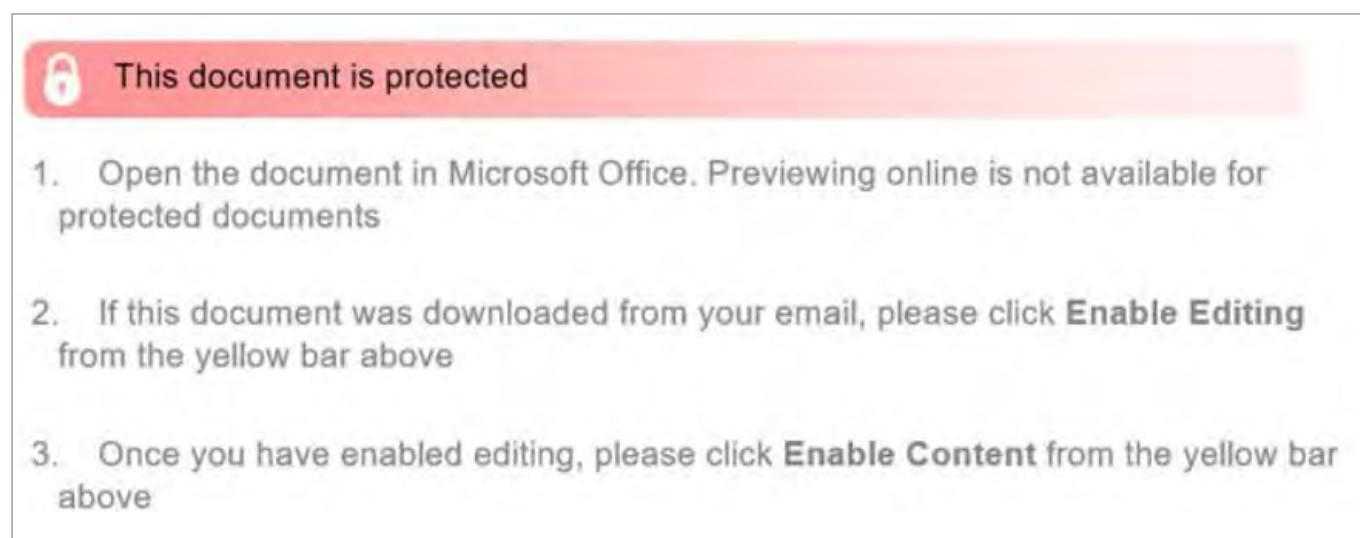 This document is protected
1. Open the document in Microsoft Office. Previewing online is not available for
protected documents
2. If this document was downloaded from your email, please click Enable Editing
from the yellow bar above
3. Once you have enabled editing, please click Enable Content from the yellow bar
above